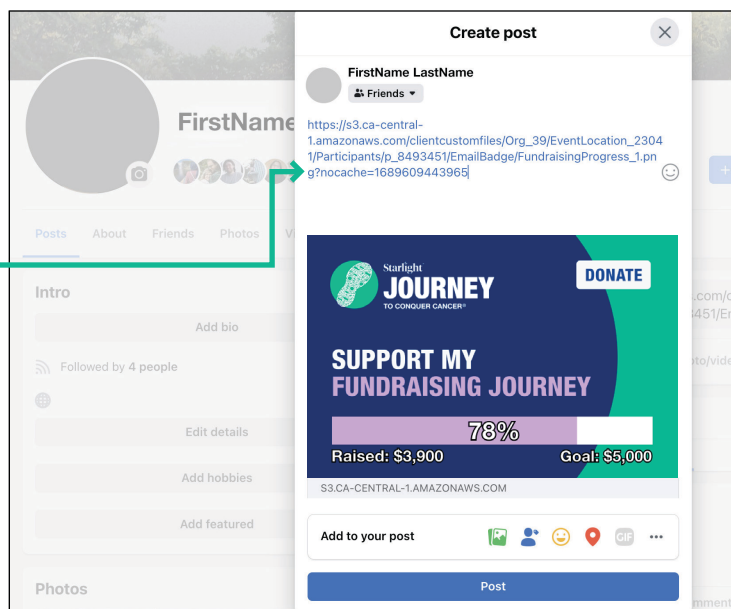 Create post
FirstName LastName
Friends
https://s3.ca-central-
1.amazonaws.com/clientcustomfiles/Org_39/EventLocation_2304
1/Participants/p_8493451/EmailBadge/FundraisingProgress_1.pn
g?nocache=1689609443965
Starlight
JOURNEY
TO CONQUER CANCER®
DONATE
SUPPORT MY
FUNDRAISING JOURNEY
78%
Raised: $3,900
Goal: $5,000
S3.CA-CENTRAL-1.AMAZONAWS.COM
Add to your post
GIF
Post
FirstName
Posts About Friends Photos
Intro
Add bio
Followed by 4 people
Edit details
Add hobbies
Add featured
Photos